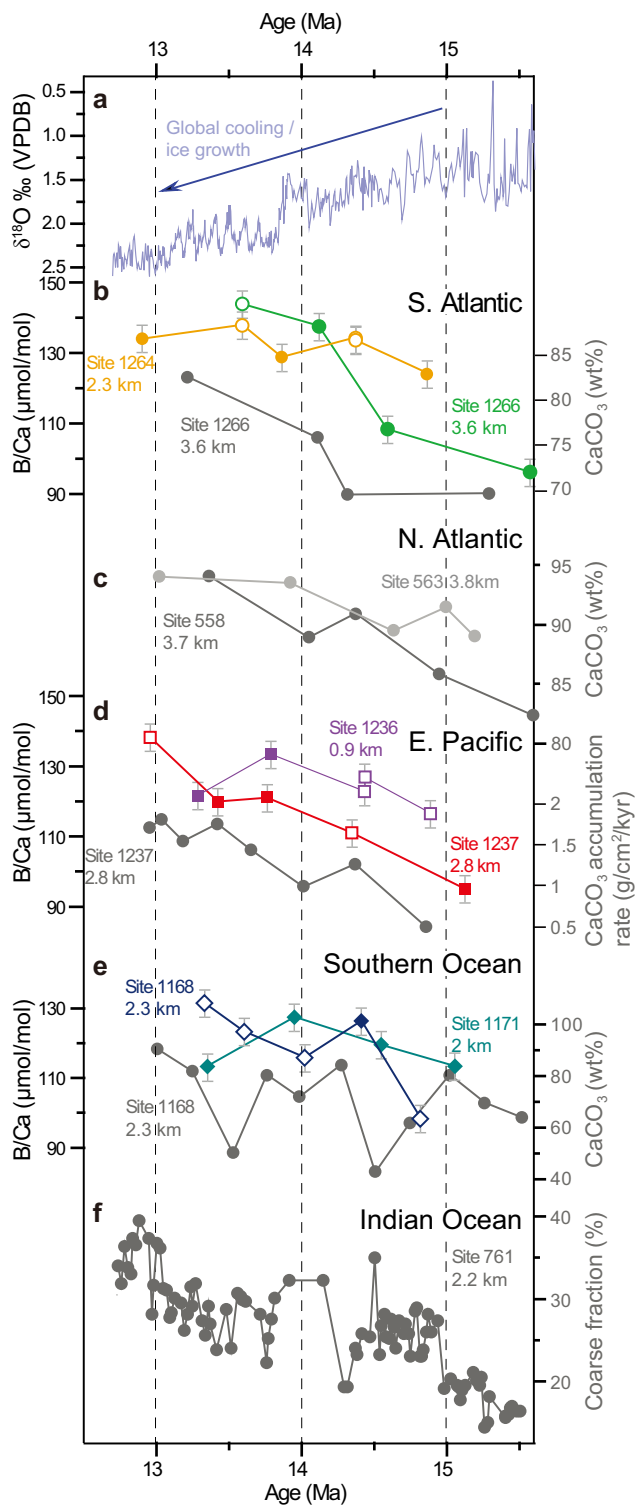 Age (Ma)
13 14 15
a
Global cooling /
ice growth
0.5
1.0
1.5
2.0
2.5
δ¹⁸O ‰ (VPDB)
b
S. Atlantic
150
130
110
90
B/Ca (µmol/mol)
Site 1264
2.3 km
Site 1266
3.6 km
Site 1266
3.6 km
85
80
75
70
CaCO₃ (wt%)
N. Atlantic
c
Site 563 3.8km
Site 558
3.7 km
95
90
85
CaCO₃ (wt%)
d
E. Pacific
150
130
110
90
B/Ca (µmol/mol)
Site 1236
0.9 km
Site 1237
2.8 km
Site 1237
2.8 km
80
2
1.5
1
0.5
CaCO₃ accumulation
rate (g/cm²/kyr)
e
Southern Ocean
130
110
90
B/Ca (µmol/mol)
Site 1168
2.3 km
Site 1171
2 km
Site 1168
2.3 km
100
80
60
40
CaCO₃ (wt%)
f
Indian Ocean
Site 761
2.2 km
40
30
20
Coarse fraction (%)
13 14 15
Age (Ma)